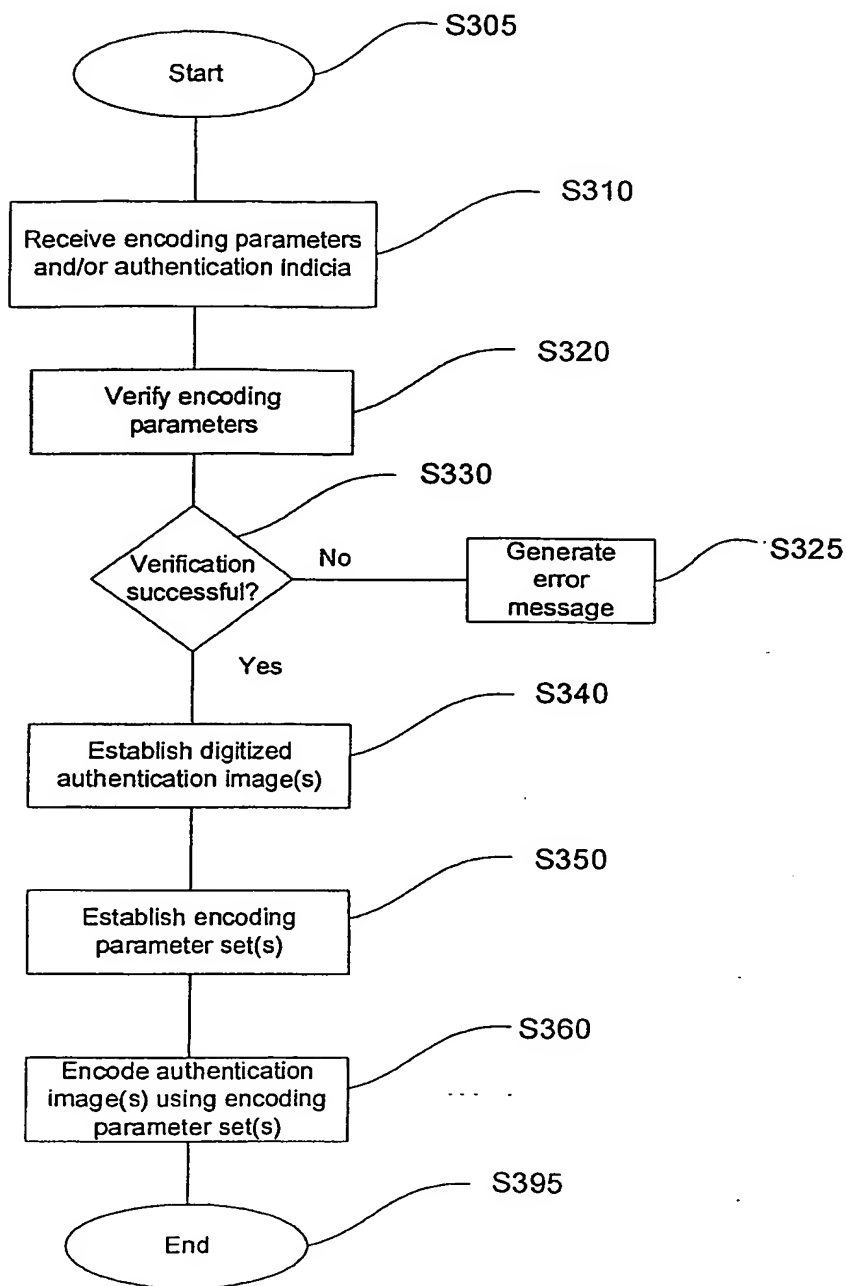 S305
Start
S310
Receive encoding parameters
and/or authentication indicia
S320
Verify encoding
parameters
S330
Verification
successful?
No
Generate
error
message
S325
Yes
S340
Establish digitized
authentication image(s)
S350
Establish encoding
parameter set(s)
S360
Encode authentication
image(s) using encoding
parameter set(s)
S395
End